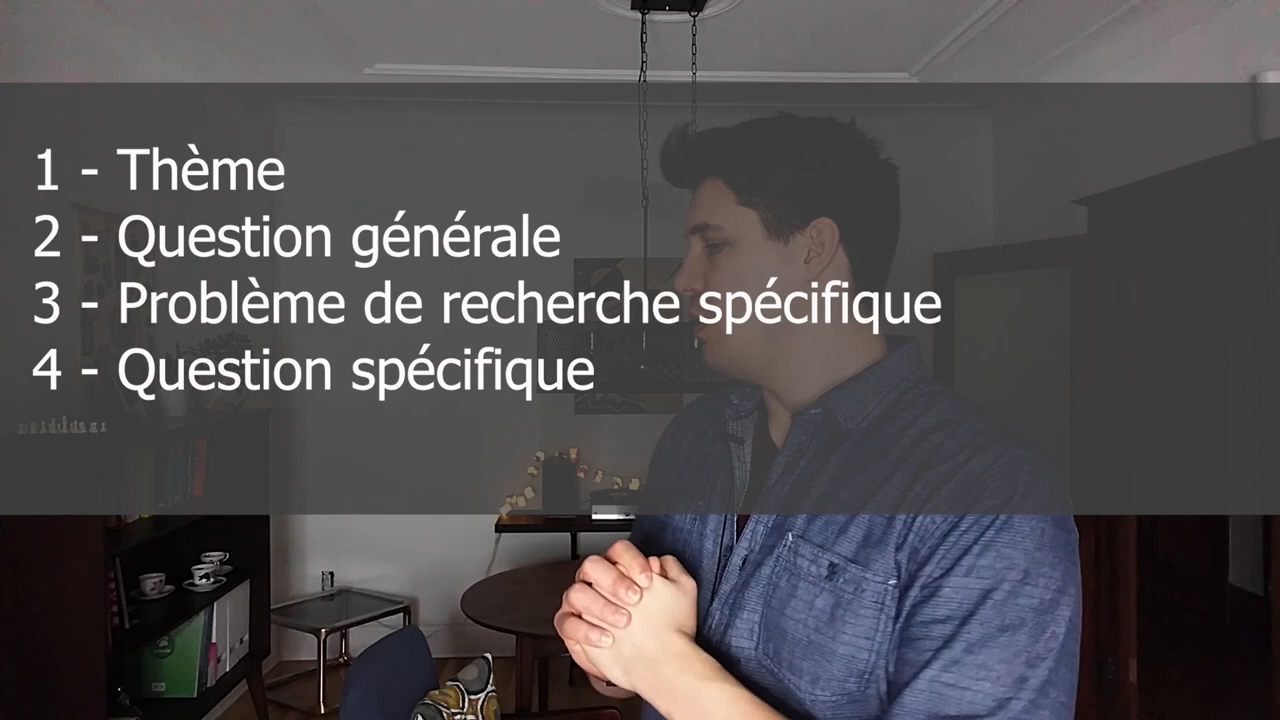 1 - Thème
2 - Question générale
3 - Problème de recherche spécifique
4 - Question spécifique